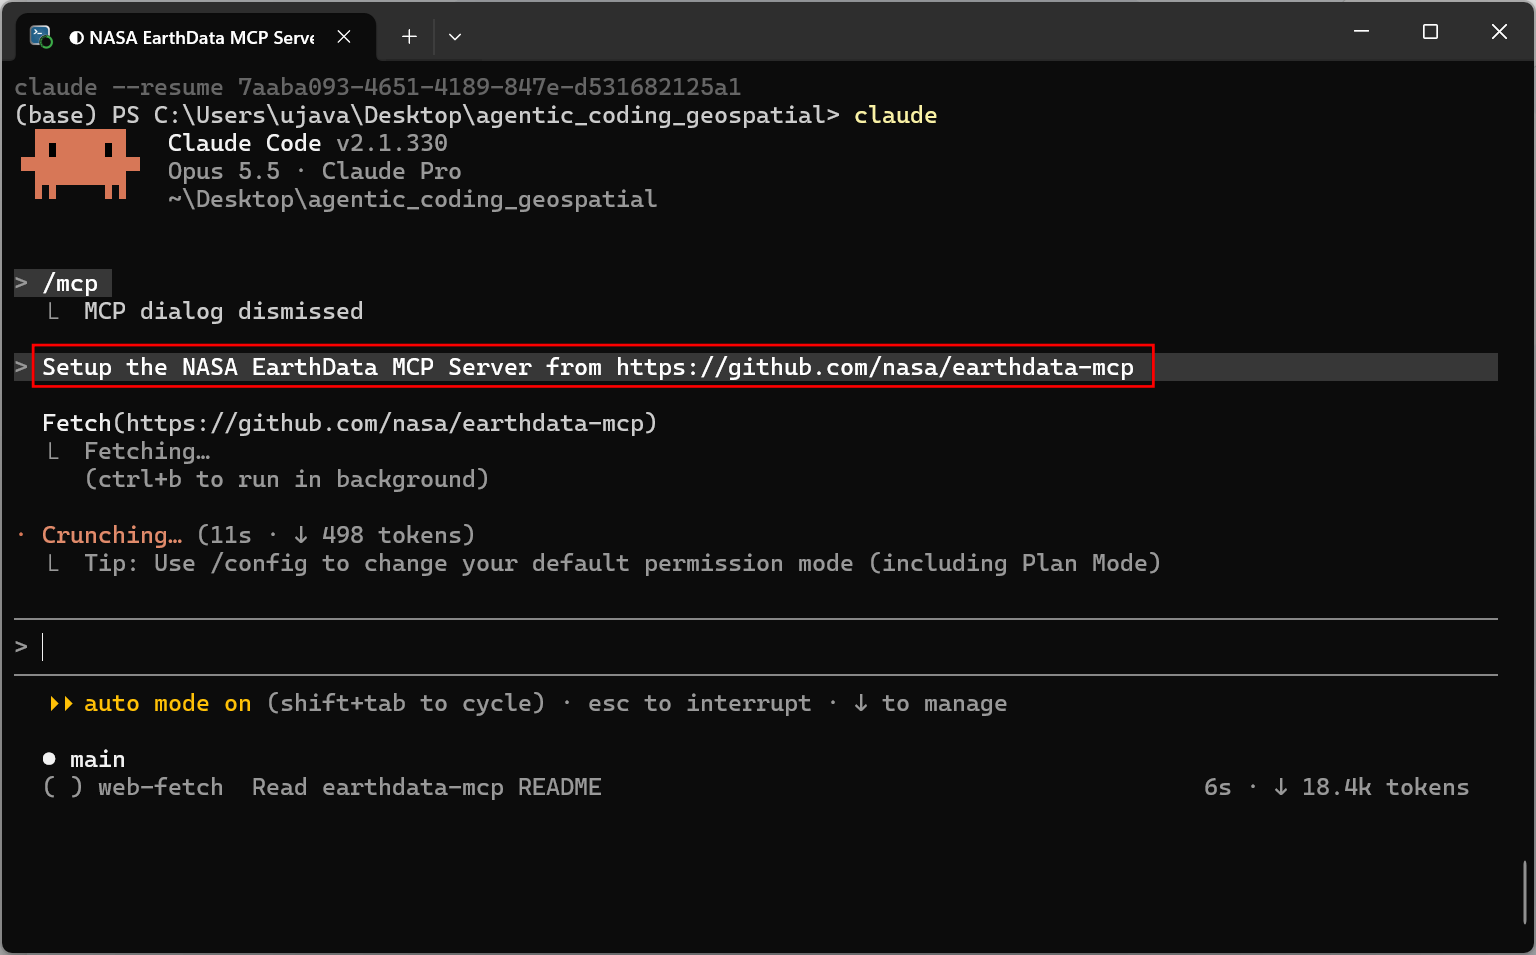 NASA EarthData MCP Serve
claude --resume 7aaba093-4651-4189-847e-d531682125a1
(base) PS C:\Users\ujava\Desktop\agentic_coding_geospatial> claude
Claude Code v2.1.330
Opus 5.5 · Claude Pro
~\Desktop\agentic_coding_geospatial
> /mcp
└ MCP dialog dismissed
> Setup the NASA EarthData MCP Server from https://github.com/nasa/earthdata-mcp
Fetch(https://github.com/nasa/earthdata-mcp)
└ Fetching…
(ctrl+b to run in background)
· Crunching… (11s · ↓ 498 tokens)
└ Tip: Use /config to change your default permission mode (including Plan Mode)
>
⏵⏵ auto mode on (shift+tab to cycle) · esc to interrupt · ↓ to manage
● main
( ) web-fetch Read earthdata-mcp README 6s · ↓ 18.4k tokens